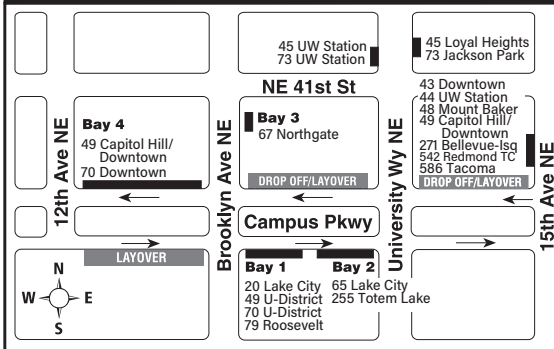 45 UW Station
73 UW Station
45 Loyal Heights
73 Jackson Park
NE 41st St
12th Ave NE
Bay 4
49 Capitol Hill/
Downtown
70 Downtown
Brooklyn Ave NE
Bay 3
67 Northgate
DROP OFF/LAYOVER
University Wy NE
43 Downtown
44 UW Station
48 Mount Baker
49 Capitol Hill/
Downtown
271 Bellevue-Isq
542 Redmond TC
586 Tacoma
DROP OFF/LAYOVER
15th Ave NE
Campus Pkwy
LAYOVER
N
W E
S
Bay 1
20 Lake City
49 U-District
70 U-District
79 Roosevelt
Bay 2
65 Lake City
255 Totem Lake